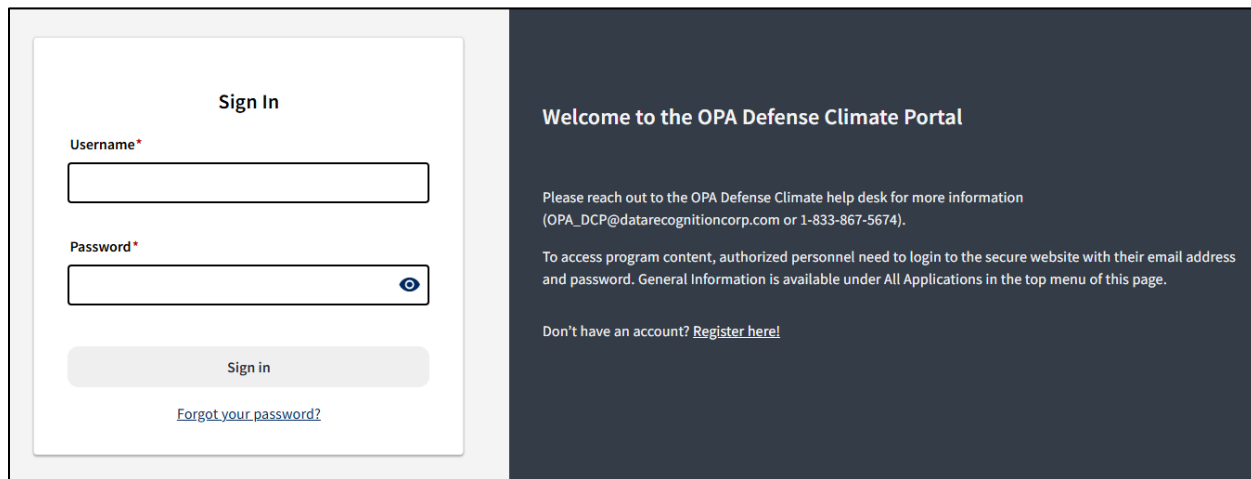 Sign In
Username*
Password*
Sign in
Forgot your password?
Welcome to the OPA Defense Climate Portal
Please reach out to the OPA Defense Climate help desk for more information
(OPA_DCP@datarecognitioncorp.com or 1-833-867-5674).
To access program content, authorized personnel need to login to the secure website with their email address
and password. General Information is available under All Applications in the top menu of this page.
Don't have an account? Register here!